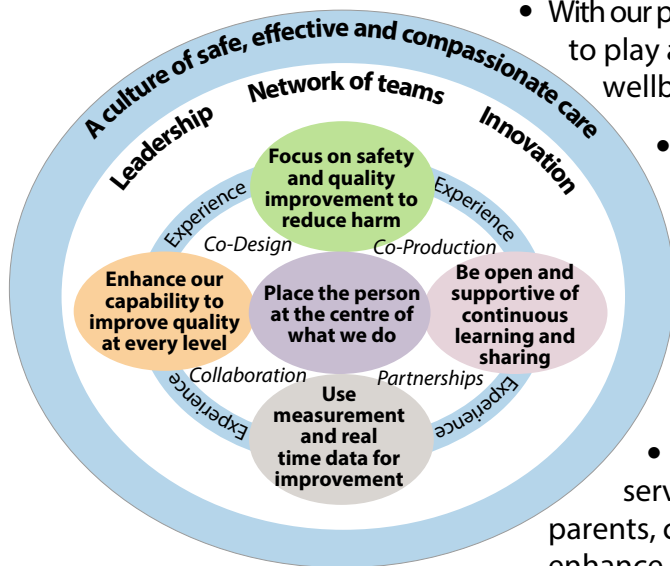 A culture of safe, effective and compassionate care
Leadership
Network of teams
Innovation
Experience
Focus on safety
and quality
improvement to
reduce harm
Experience
Co-Design
Co-Production
Enhance our
capability to
improve quality
at every level
Place the person
at the centre of
what we do
Be open and
supportive of
continuous
learning and
sharing
Collaboration
Partnerships
Experience
Use
measurement
and real
time data for
improvement
Experience
• With our p
to play a
wellb
•
•
serv
parents, c
enhance